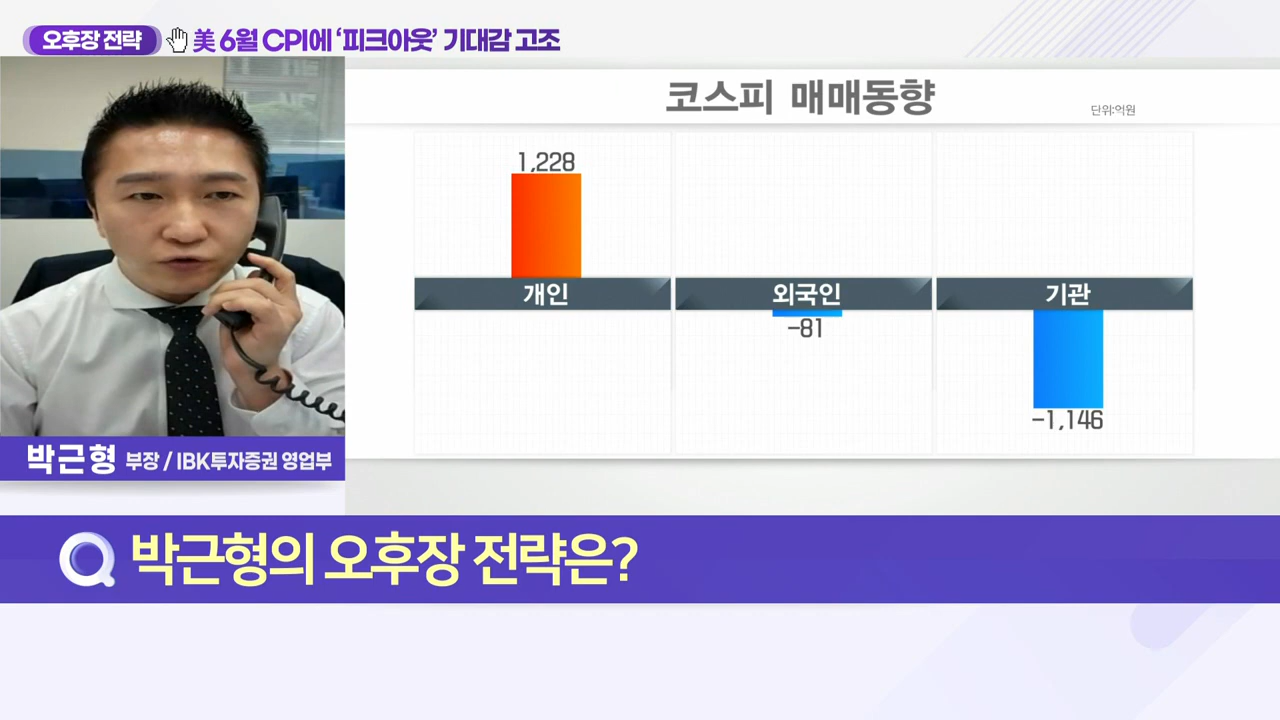 오후장 전략 美 6월 CPI에 ‘피크아웃’ 기대감 고조
코스피 매매동향
단위:억원
1,228
개인
외국인
기관
-81
-1,146
박근형 부장 / IBK투자증권 영업부
박근형의 오후장 전략은?